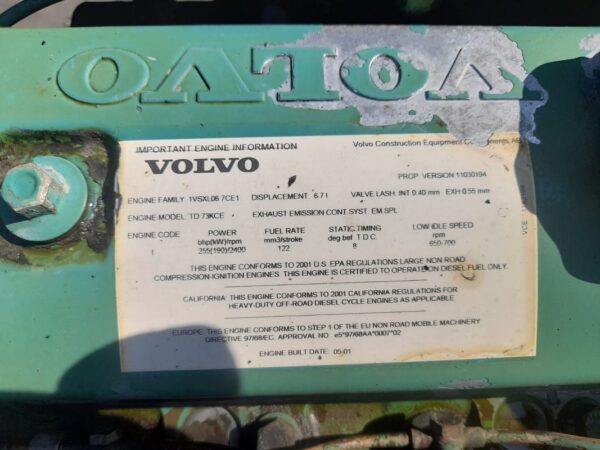 VOLVO
IMPORTANT ENGINE INFORMATION
Volvo Construction Equipment Components AB
VOLVO
PROP VERSION 11030194
ENGINE FAMILY 1VSXL06.7CE1 DISPLACEMENT 6.7 l VALVE LASH: INT 0.40 mm EXH 0.55 mm
ENGINE MODEL TD 73KCE EXHAUST EMISSION CONT SYST EM SPL
ENGINE CODE POWER FUEL RATE STATIC TIMING LOW IDLE SPEED
bhp(kW)/rpm mm3/stroke deg bef T.D.C. rpm
255(190)/2400 122 8 650-700
THIS ENGINE CONFORMS TO 2001 U.S. EPA REGULATIONS LARGE NON ROAD
COMPRESSION-IGNITION ENGINES. THIS ENGINE IS CERTIFIED TO OPERATE ON DIESEL FUEL ONLY.
CALIFORNIA THIS ENGINE CONFORMS TO 2001 CALIFORNIA REGULATIONS FOR
HEAVY-DUTY OFF-ROAD DIESEL CYCLE ENGINES AS APPLICABLE
EUROPE THIS ENGINE CONFORMS TO STEP 1 OF THE EU NON ROAD MOBILE MACHINERY
DIRECTIVE 97/68/EC. APPROVAL NO e5*97/68AA*0007*02
ENGINE BUILT DATE: 05-01